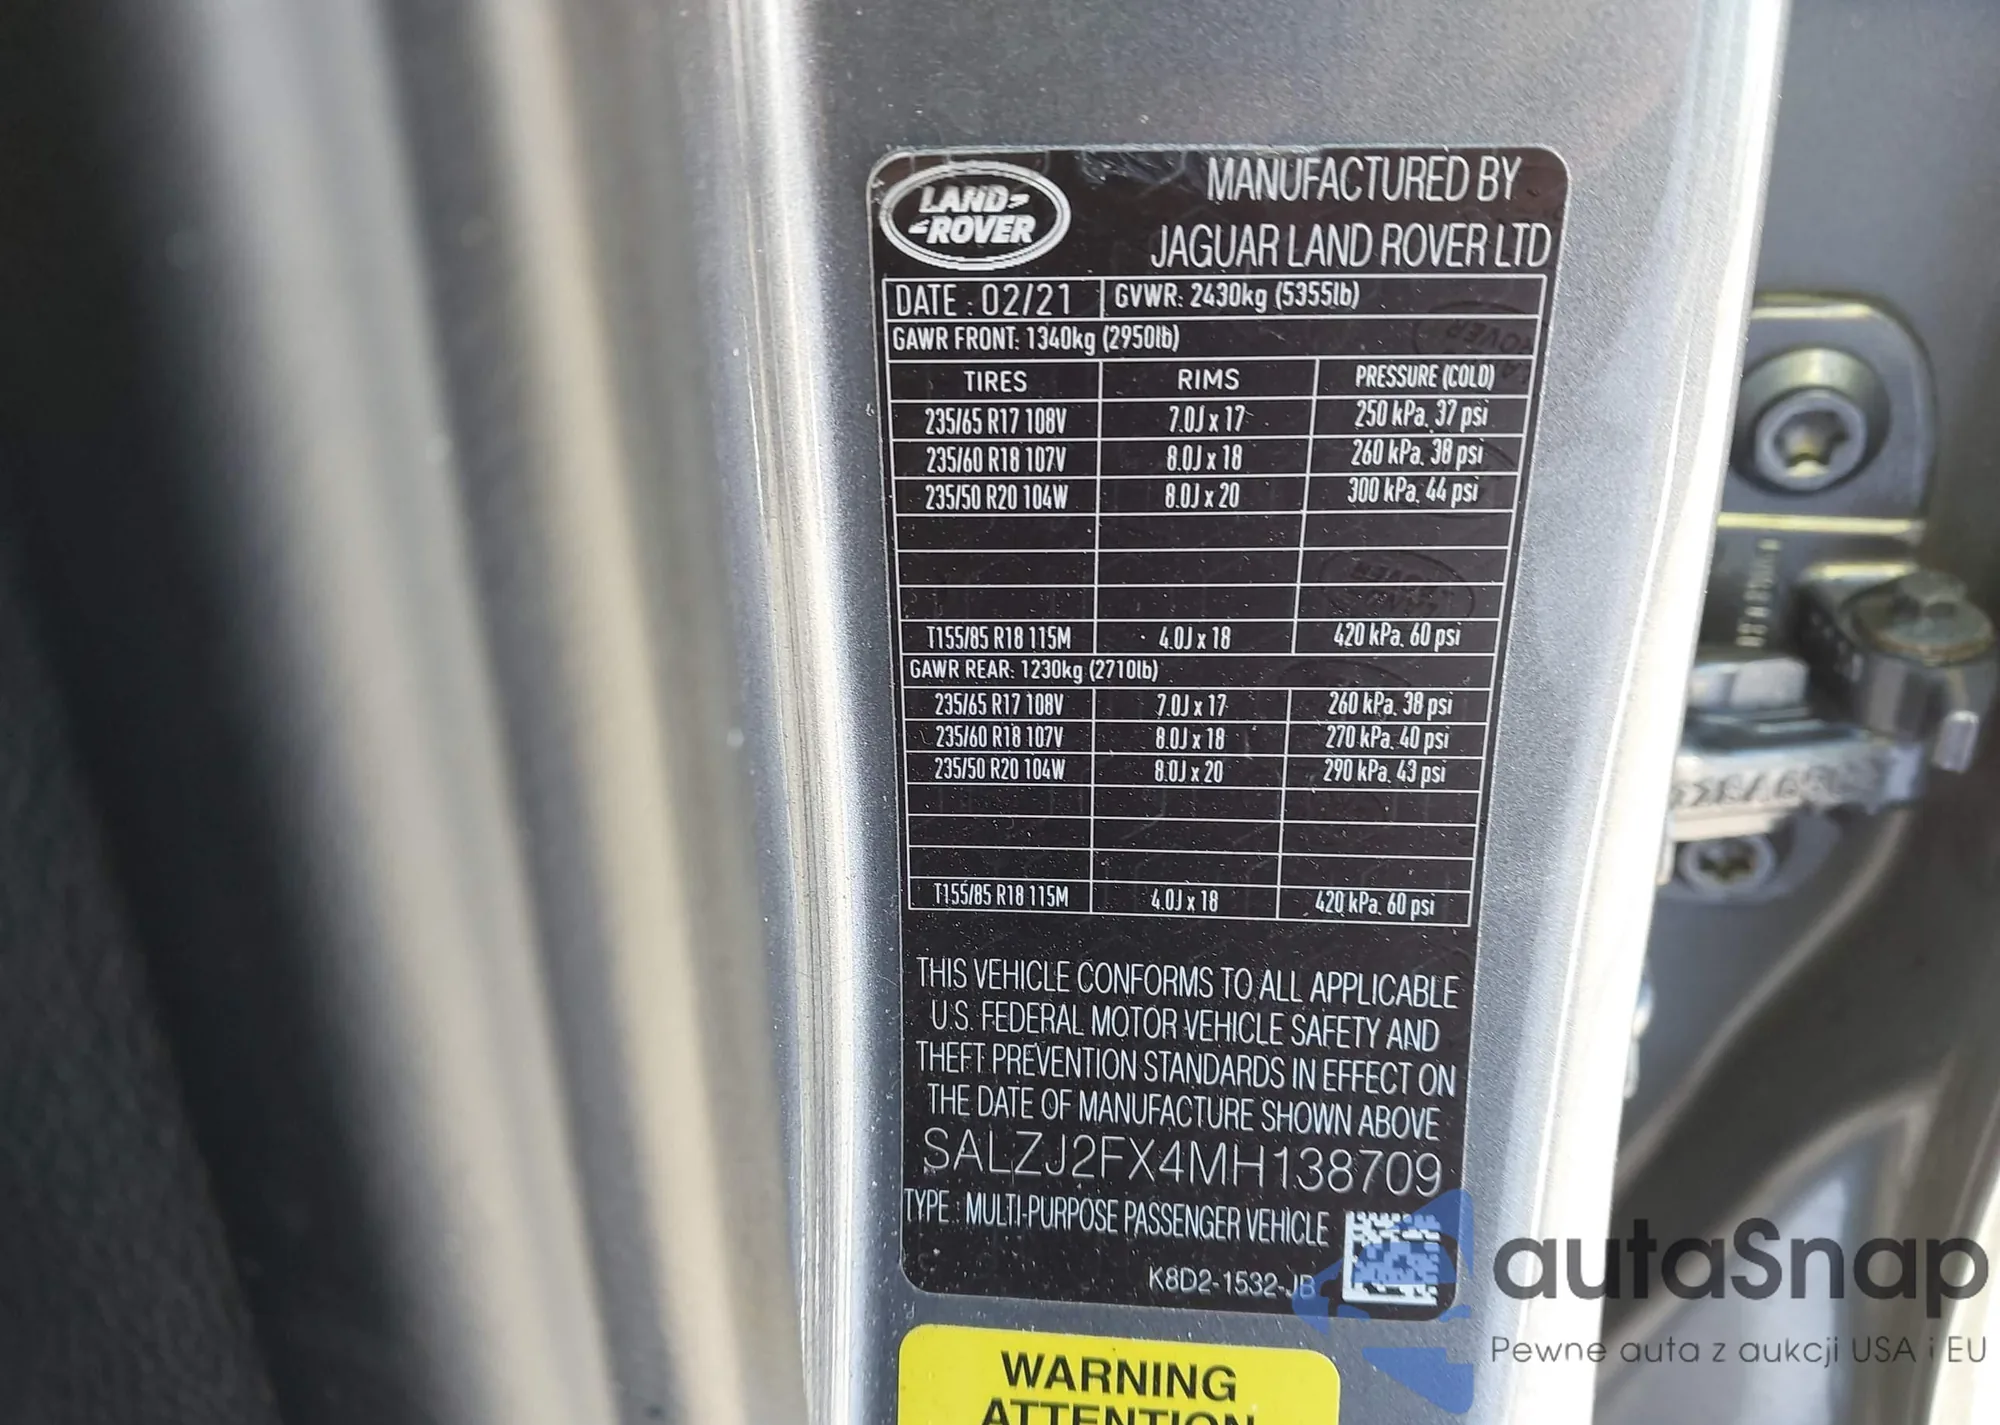 LAND
ROVER
MANUFACTURED BY
JAGUAR LAND ROVER LTD
DATE : 02/21 GVWR: 2430kg (5355lb)
GAWR FRONT: 1340kg (2950lb)
TIRES RIMS PRESSURE (COLD)
235/65 R17 108V 7.0J x 17 250 kPa, 37 psi
235/60 R18 107V 8.0J x 18 260 kPa, 38 psi
235/50 R20 104W 8.0J x 20 300 kPa, 44 psi
T155/85 R18 115M 4.0J x 18 420 kPa, 60 psi
GAWR REAR: 1230kg (2710lb)
235/65 R17 108V 7.0J x 17 260 kPa, 38 psi
235/60 R18 107V 8.0J x 18 270 kPa, 40 psi
235/50 R20 104W 8.0J x 20 290 kPa, 43 psi
T155/85 R18 115M 4.0J x 18 420 kPa, 60 psi
THIS VEHICLE CONFORMS TO ALL APPLICABLE
U.S. FEDERAL MOTOR VEHICLE SAFETY AND
THEFT PREVENTION STANDARDS IN EFFECT ON
THE DATE OF MANUFACTURE SHOWN ABOVE
SALZJ2FX4MH138709
TYPE : MULTI-PURPOSE PASSENGER VEHICLE
K8D2-1532-JB
WARNING
ATTENTION
autaSnap
Pewne auta z aukcji USA i EU